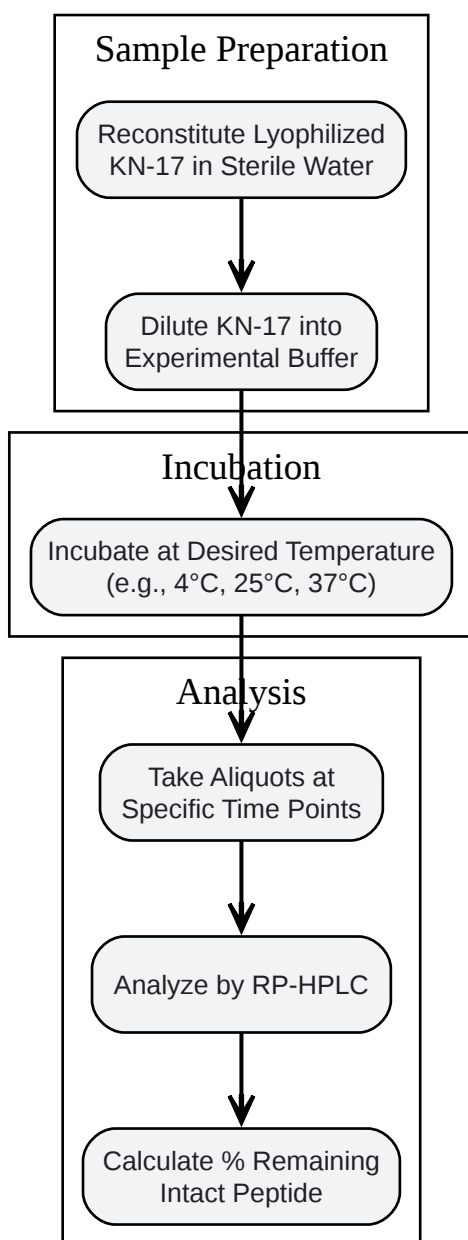 Sample Preparation
Reconstitute Lyophilized
KN-17 in Sterile Water
Dilute KN-17 into
Experimental Buffer
Incubation
Incubate at Desired Temperature
(e.g., 4°C, 25°C, 37°C)
Analysis
Take Aliquots at
Specific Time Points
Analyze by RP-HPLC
Calculate % Remaining
Intact Peptide